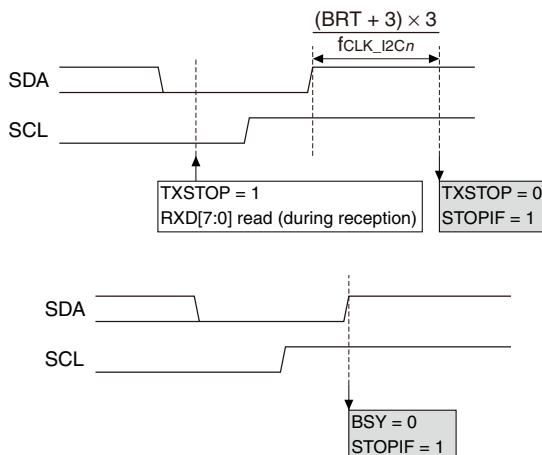 (BRT + 3) × 3
fCLK_I2Cn
SDA
SCL
TXSTOP = 1
RXD[7:0] read (during reception)
TXSTOP = 0
STOPIF = 1
SDA
SCL
BSY = 0
STOPIF = 1